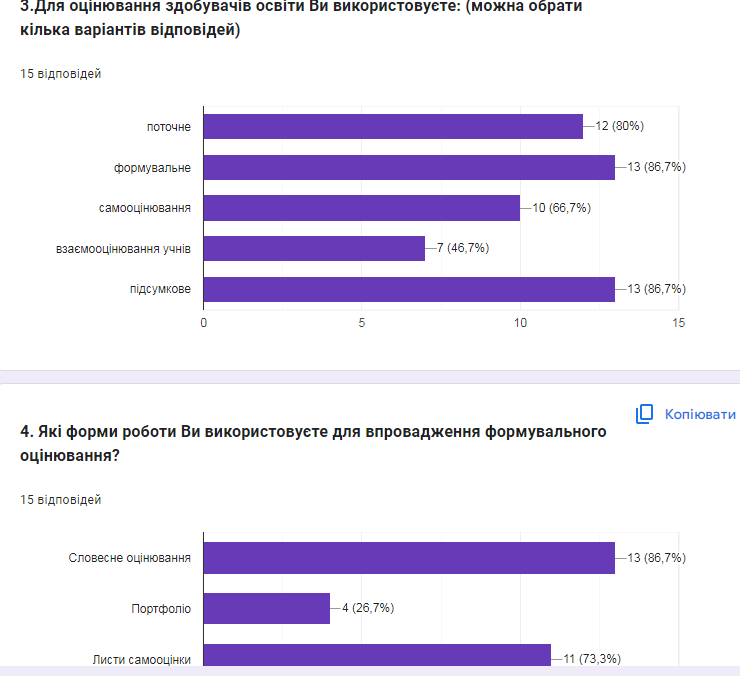 3.Для оцінювання здобувачів освіти Ви використовуєте: (можна обрати
кілька варіантів відповідей)
15 відповідей
поточне
12 (80%)
формувальне
13 (86,7%)
самооцінювання
10 (66,7%)
взаємооцінювання учнів
7 (46,7%)
підсумкове
13 (86,7%)
0 5 10 15
Копіювати
4. Які форми роботи Ви використовуєте для впровадження формувального
оцінювання?
15 відповідей
Словесне оцінювання
13 (86,7%)
Портфоліо
4 (26,7%)
Листи самооцінки
11 (73,3%)